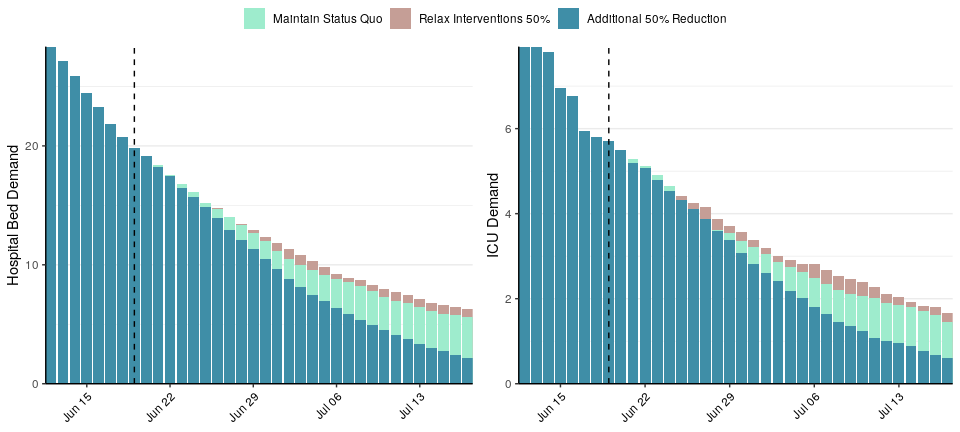 Maintain Status Quo Relax Interventions 50% Additional 50% Reduction
Hospital Bed Demand
20
10
0
Jun 15
Jun 22
Jun 29
Jul 06
Jul 13
ICU Demand
6
4
2
0
Jun 15
Jun 22
Jun 29
Jul 06
Jul 13